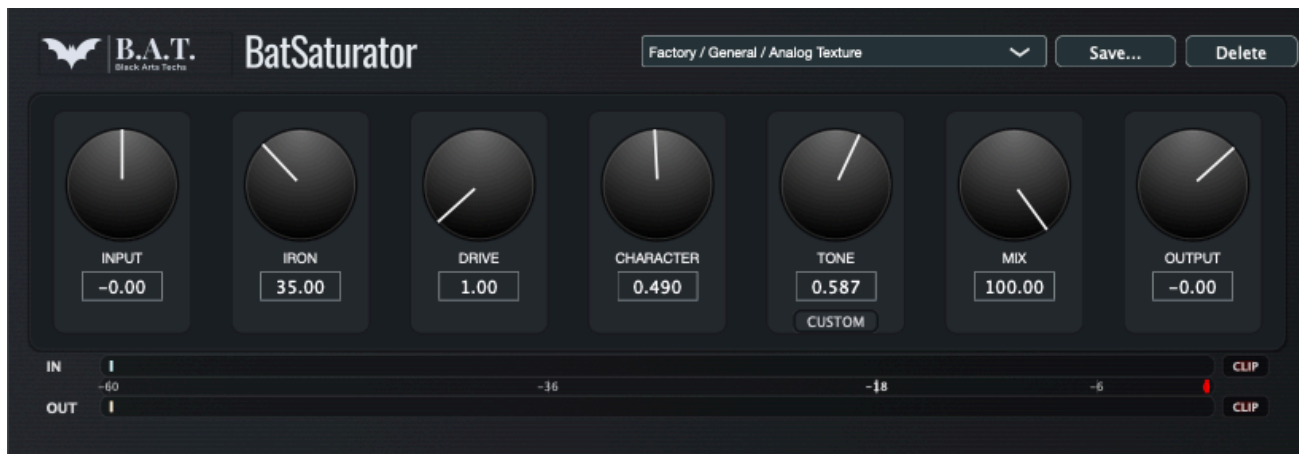 B.A.T.
Black Arts Techs
BatSaturator
Factory / General / Analog Texture
Save...
Delete
INPUT
IRON
DRIVE
CHARACTER
TONE
MIX
OUTPUT
-0.00
35.00
1.00
0.490
0.587
100.00
-0.00
CUSTOM
IN
CLIP
-60
-36
-18
-6
OUT
CLIP